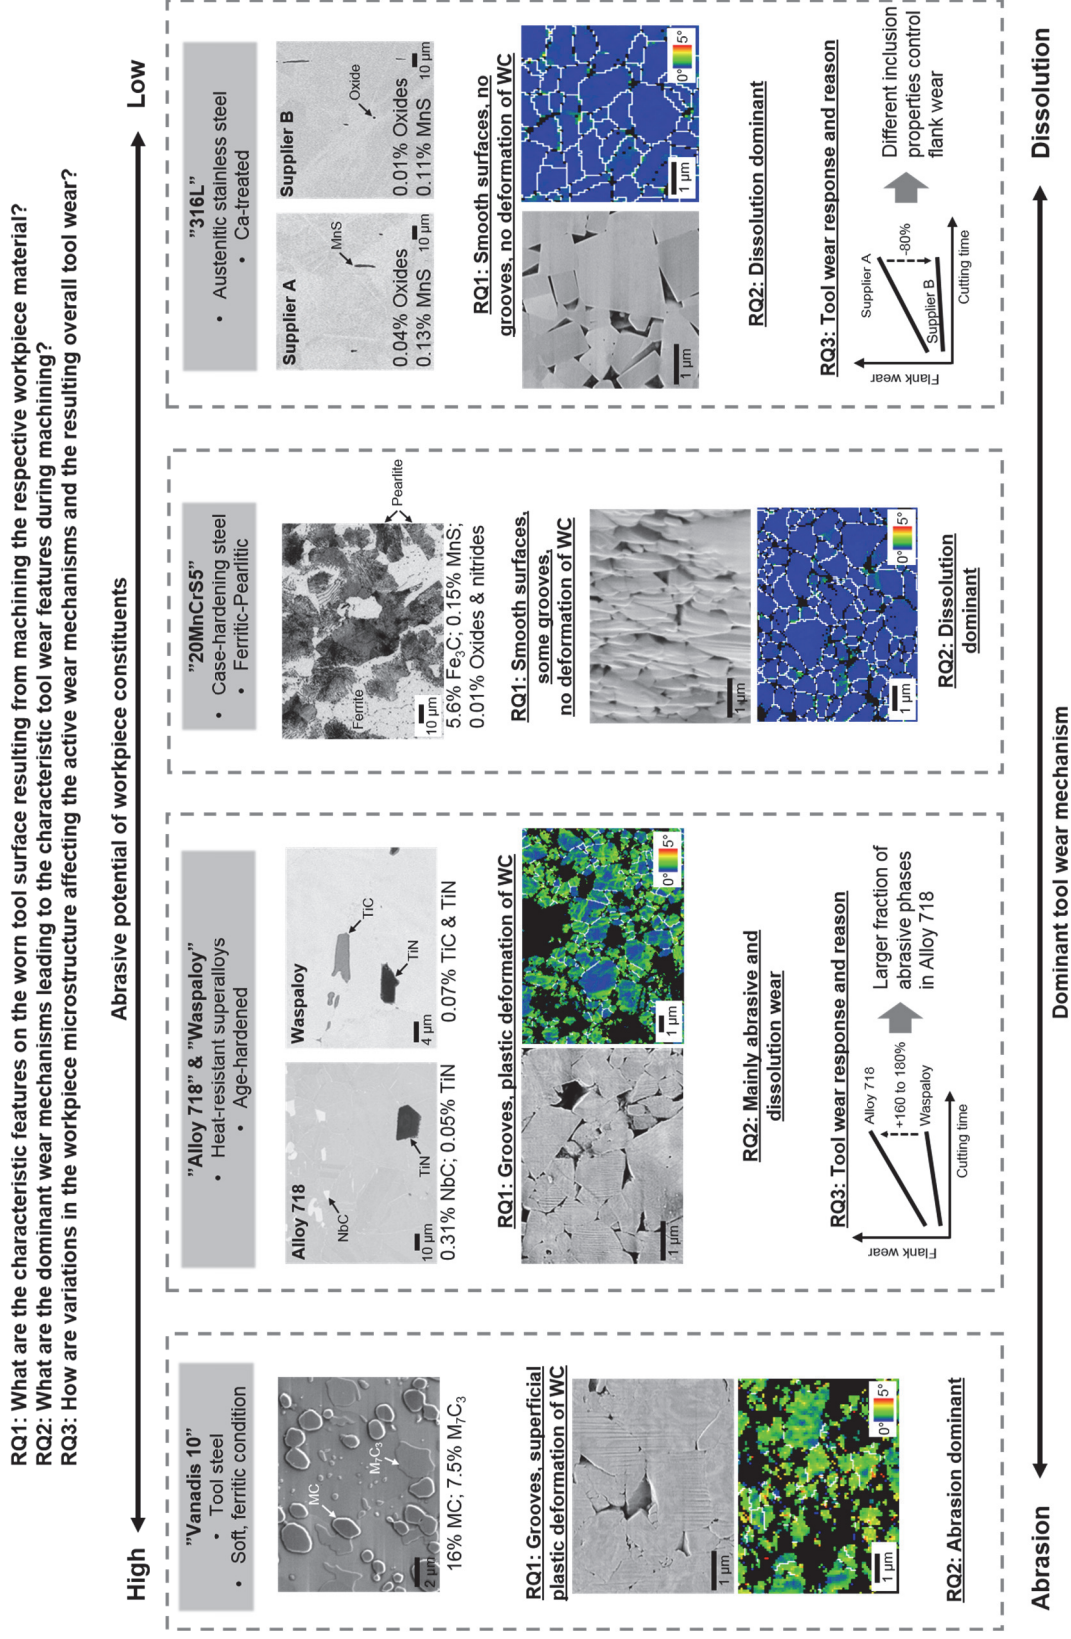 RQ1: What are the characteristic features on the worn tool surface resulting from machining the respective workpiece material?
RQ2: What are the dominant wear mechanisms leading to the characteristic tool wear features during machining?
RQ3: How are variations in the workpiece microstructure affecting the active wear mechanisms and the resulting overall tool wear?
Abrasive potential of workpiece constituents
High
Low
"Vanadis 10"
• Tool steel
• Soft, ferritic condition
MC
M₇C₃
2 µm
16% MC; 7.5% M₇C₃
RQ1: Grooves, superficial
plastic deformation of WC
1 µm
1 µm
0° 5°
RQ2: Abrasion dominant
"Alloy 718" & "Waspaloy"
• Heat-resistant superalloys
• Age-hardened
Alloy 718
NbC
TiN
10 µm
0.31% NbC; 0.05% TiN
Waspaloy
TiC
TiN
4 µm
0.07% TiC & TiN
RQ1: Grooves, plastic deformation of WC
1 µm
1 µm
0° 5°
RQ2: Mainly abrasive and
dissolution wear
RQ3: Tool wear response and reason
Flank wear
Alloy 718
+160 to 180%
Waspaloy
Cutting time
Larger fraction of
abrasive phases
in Alloy 718
"20MnCrS5"
• Case-hardening steel
• Ferritic-Pearlitic
Ferrite
Pearlite
10 µm
5.6% Fe₃C; 0.15% MnS;
0.01% Oxides & nitrides
RQ1: Smooth surfaces,
some grooves,
no deformation of WC
1 µm
1 µm
0° 5°
RQ2: Dissolution
dominant
"316L"
• Austenitic stainless steel
• Ca-treated
Supplier A
MnS
10 µm
0.04% Oxides
0.13% MnS
Supplier B
Oxide
10 µm
0.01% Oxides
0.11% MnS
RQ1: Smooth surfaces, no
grooves, no deformation of WC
1 µm
1 µm
0° 5°
RQ2: Dissolution dominant
RQ3: Tool wear response and reason
Flank wear
Supplier A
-80%
Supplier B
Cutting time
Different inclusion
properties control
flank wear
Abrasion
Dissolution
Dominant tool wear mechanism